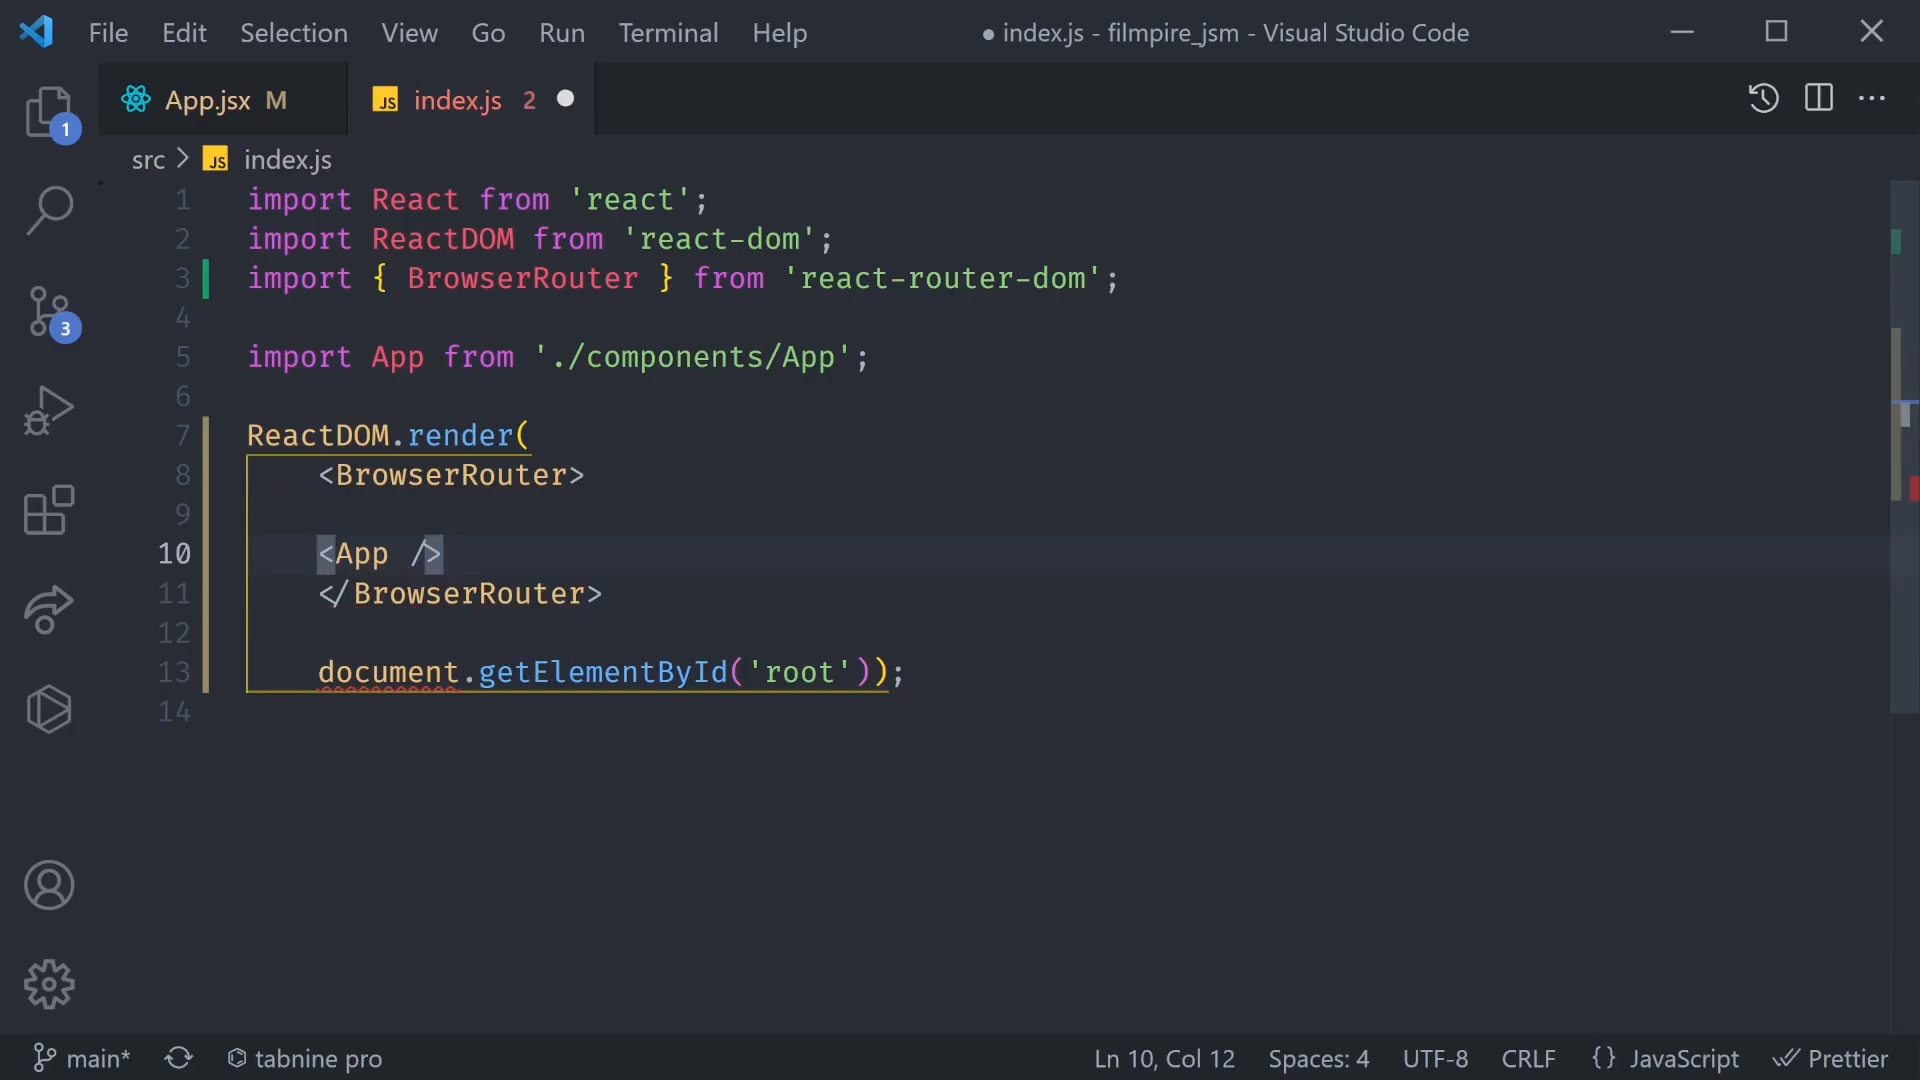 File Edit Selection View Go Run Terminal Help ● index.js - filmpire_jsm - Visual Studio Code
App.jsx M JS index.js 2
1
src > JS index.js
1 import React from 'react';
2 import ReactDOM from 'react-dom';
3 import { BrowserRouter } from 'react-router-dom';
4
3
5 import App from './components/App';
6
7 ReactDOM.render(
8 <BrowserRouter>
9
10 <App />
11 </BrowserRouter>
12
13 document.getElementById('root'));
14
main* tabnine pro Ln 10, Col 12 Spaces: 4 UTF-8 CRLF {} JavaScript Prettier